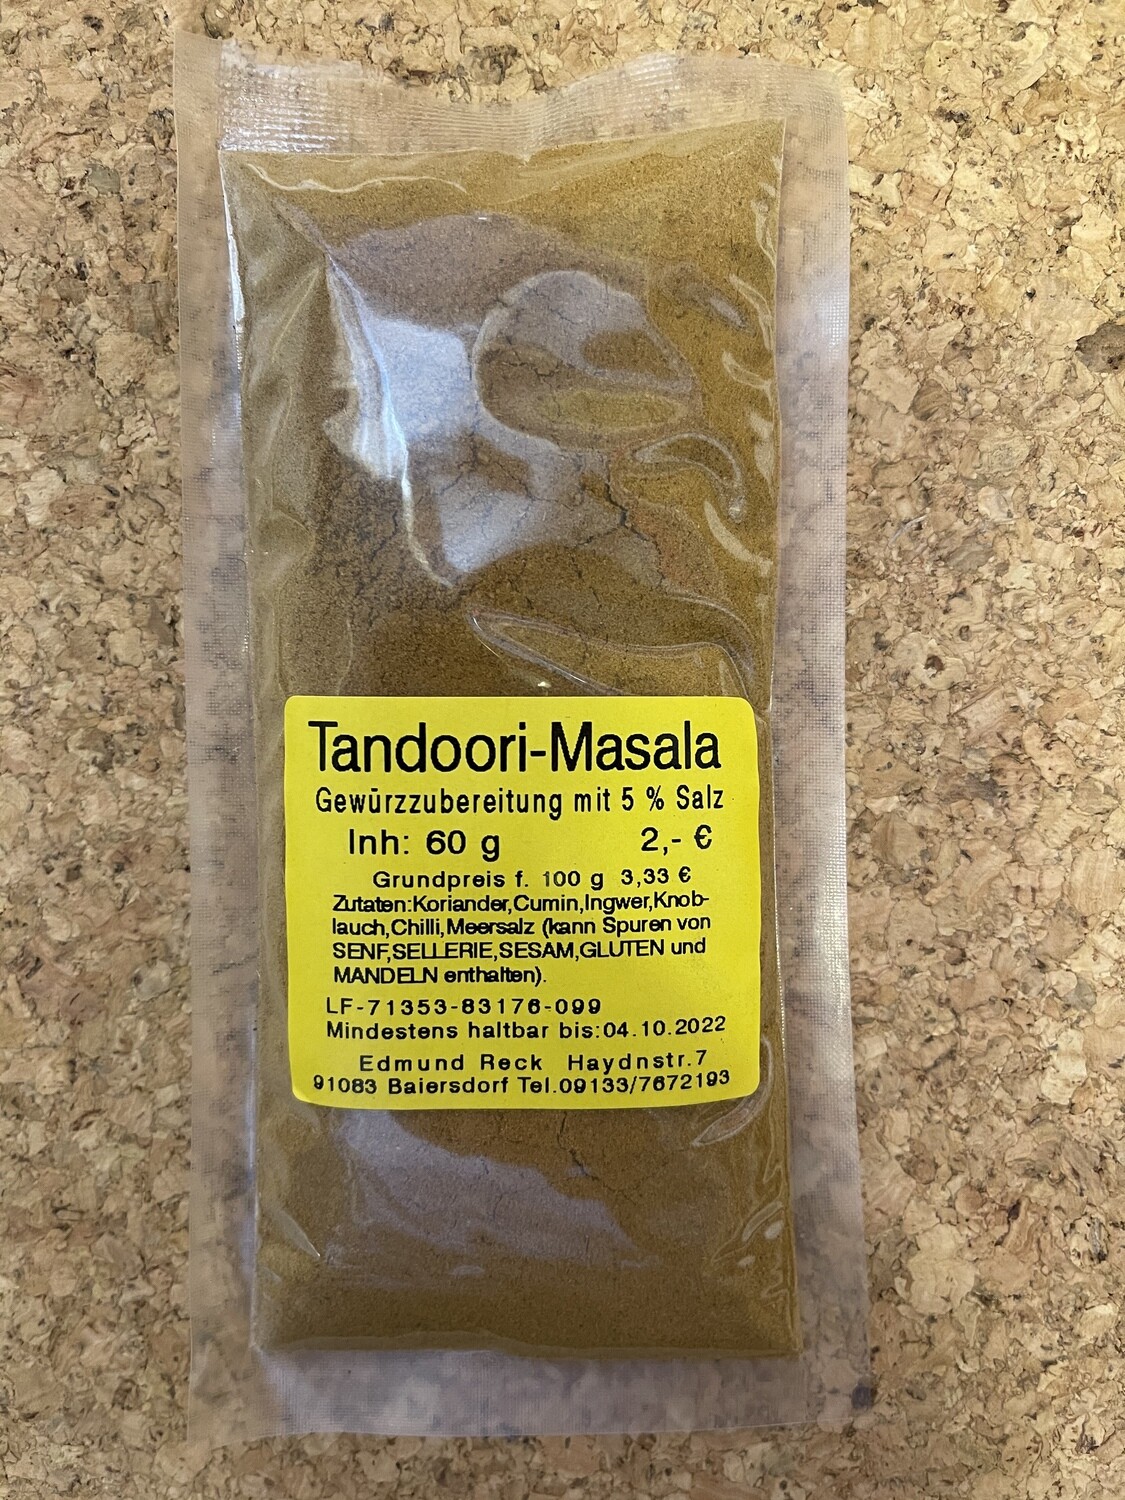 Tandoori-Masala
Gewürzzubereitung mit 5 % Salz
Inh: 60 g 2,- €
Grundpreis f. 100 g 3,33 €
Zutaten:Koriander,Cumin,Ingwer,Knob-
lauch,Chilli,Meersalz (kann Spuren von
SENF,SELLERIE,SESAM,GLUTEN und
MANDELN enthalten).
LF-71353-83176-099
Mindestens haltbar bis:04.10.2022
Edmund Reck Haydnstr.7
91083 Baiersdorf Tel.09133/7672193